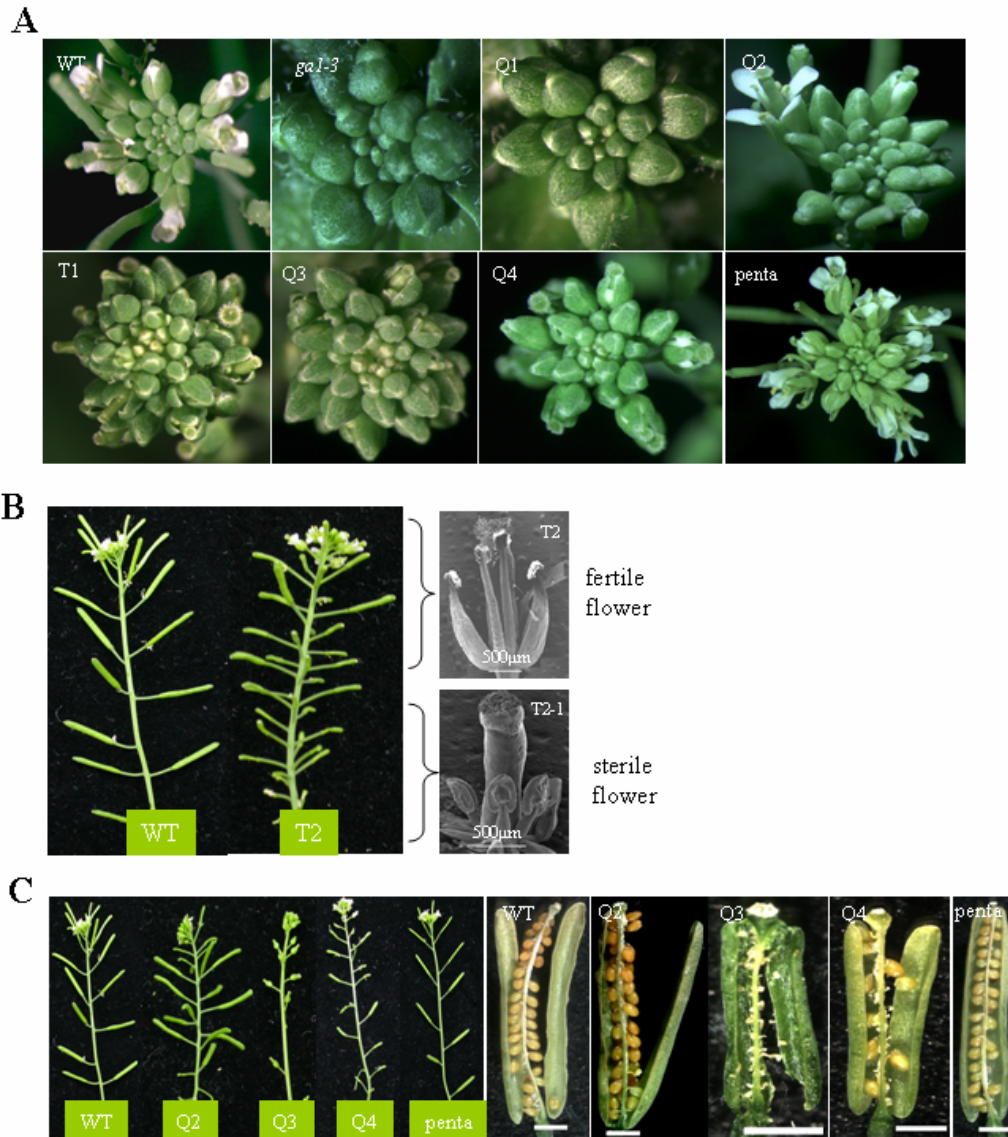 A
WT
ga1-3
Q1
Q2
T1
Q3
Q4
penta
B
WT
T2
T2
500µm
fertile
flower
T2-1
500µm
sterile
flower
C
WT
Q2
Q3
Q4
penta
WT
Q2
Q3
Q4
penta